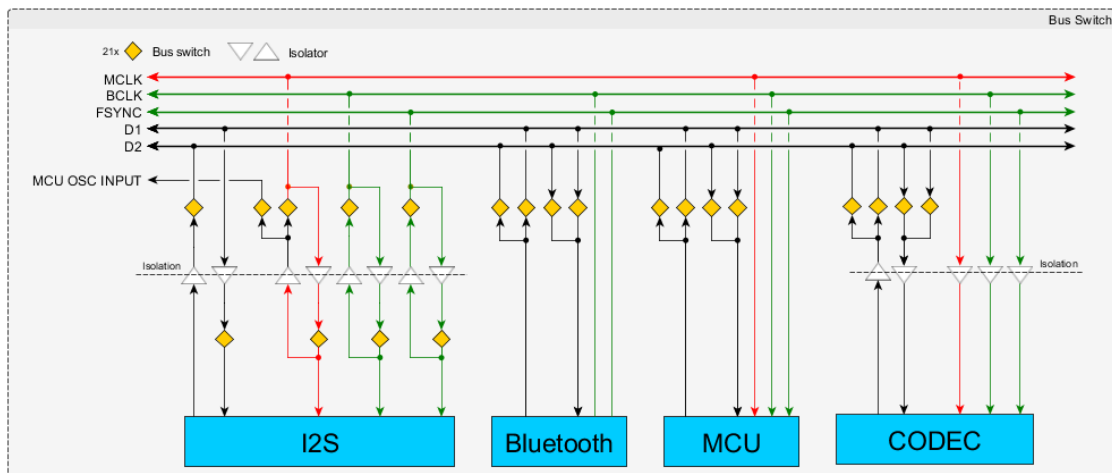 Bus Switch
21x Bus switch Isolator
MCLK
BCLK
FSYNC
D1
D2
MCU OSC INPUT
Isolation Isolation
I2S Bluetooth MCU CODEC